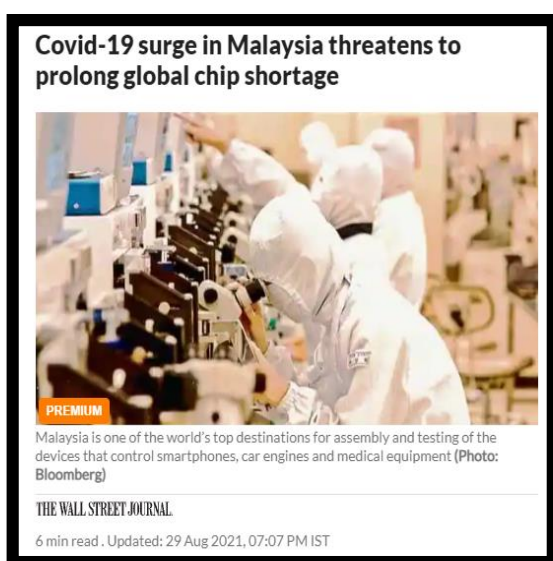 Covid-19 surge in Malaysia threatens to
prolong global chip shortage
PREMIUM
Malaysia is one of the world's top destinations for assembly and testing of the
devices that control smartphones, car engines and medical equipment (Photo:
Bloomberg)
THE WALL STREET JOURNAL.
6 min read . Updated: 29 Aug 2021, 07:07 PM IST